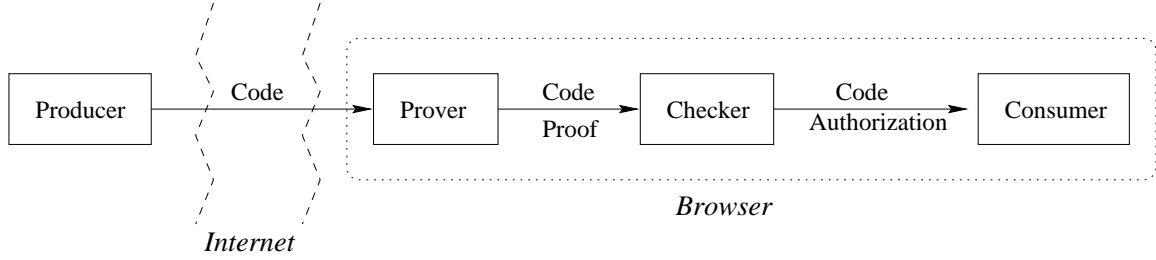 Producer
Code
Prover
Code
Proof
Checker
Code
Authorization
Consumer
Browser
Internet